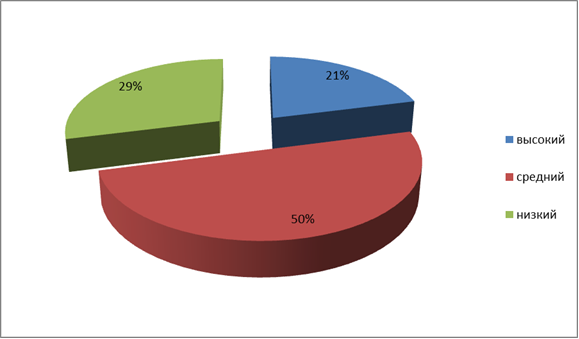 21%
29%
50%
высокий
средний
низкий